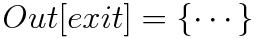 Out[exit] = {···}